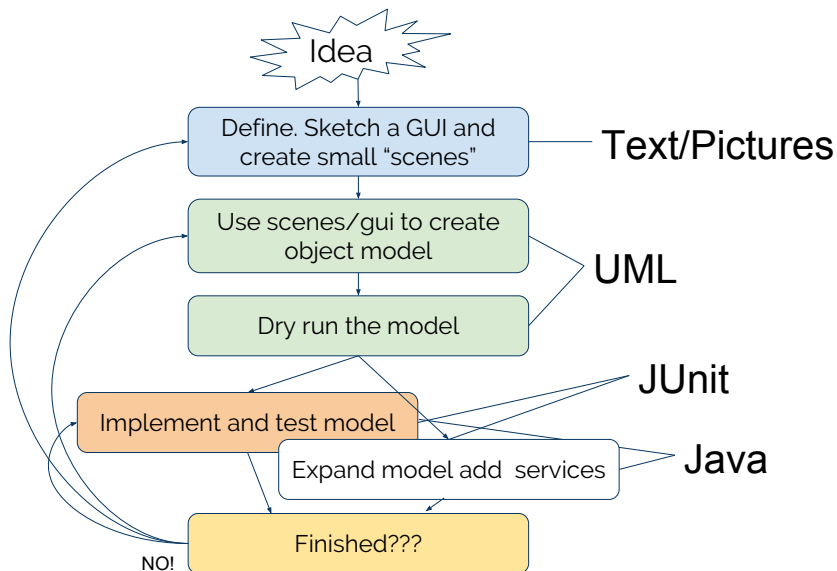 Idea
Define. Sketch a GUI and
create small “scenes”
Text/Pictures
Use scenes/gui to create
object model
UML
Dry run the model
JUnit
Implement and test model
Java
Expand model add  services
Finished???
NO!